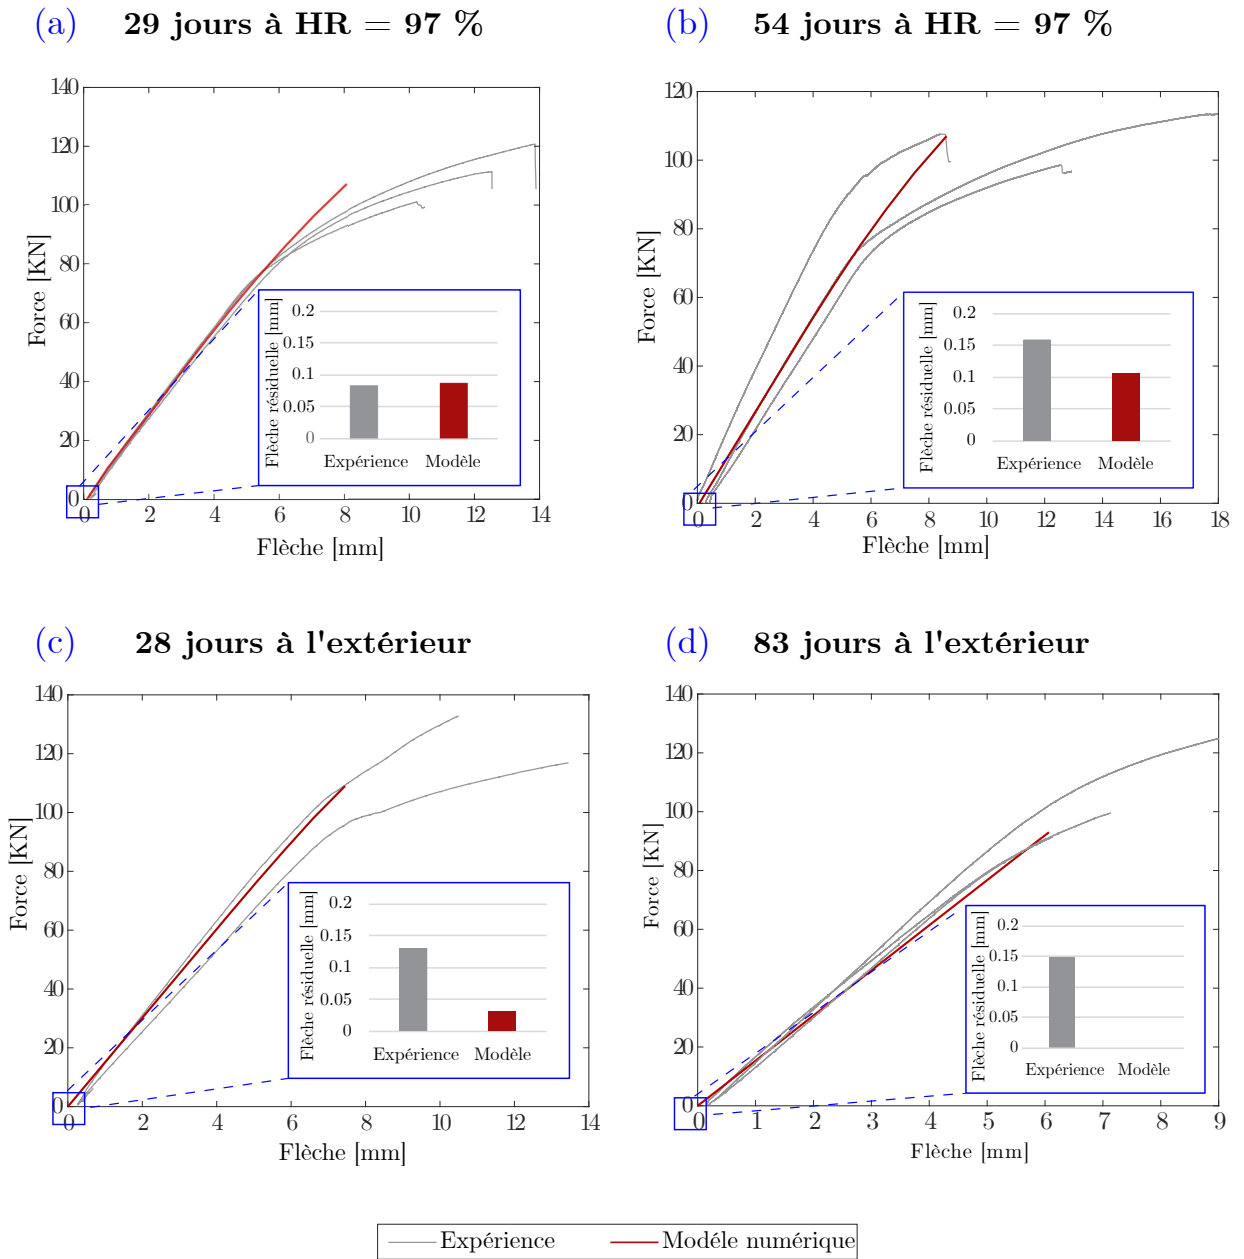 (a) 29 jours à HR = 97 %
140
120
100
80
60
40
20
0
Force [KN]
0 2 4 6 8 10 12 14
Flèche [mm]
Flèche résiduelle [mm]
0.2
0.15
0.1
0.05
0
Expérience Modèle
(b) 54 jours à HR = 97 %
120
100
80
60
40
20
0
Force [KN]
0 2 4 6 8 10 12 14 16 18
Flèche [mm]
Flèche résiduelle [mm]
0.2
0.15
0.1
0.05
0
Expérience Modèle
(c) 28 jours à l'extérieur
140
120
100
80
60
40
20
0
Force [KN]
0 2 4 6 8 10 12 14
Flèche [mm]
Flèche résiduelle [mm]
0.2
0.15
0.1
0.05
0
Expérience Modèle
(d) 83 jours à l'extérieur
140
120
100
80
60
40
20
0
Force [KN]
0 1 2 3 4 5 6 7 8 9
Flèche [mm]
Flèche résiduelle [mm]
0.2
0.15
0.1
0.05
0
Expérience Modèle
Expérience Modéle numérique